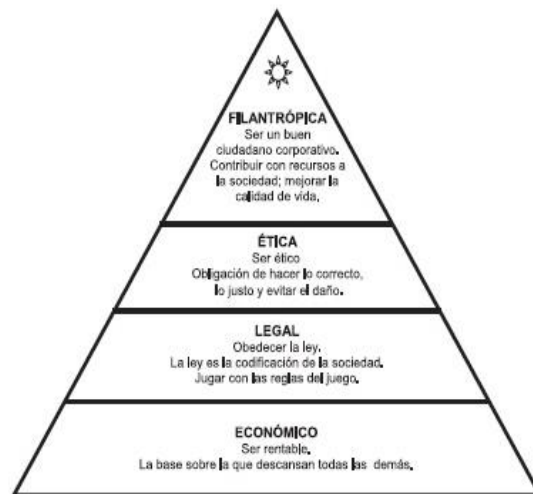 FILANTRÓPICA
Ser un buen
ciudadano corporativo.
Contribuir con recursos a
la sociedad; mejorar la
calidad de vida.
ÉTICA
Ser ético
Obligación de hacer lo correcto,
lo justo y evitar el daño.
LEGAL
Obedecer la ley.
La ley es la codificación de la sociedad.
Jugar con las reglas del juego.
ECONÓMICO
Ser rentable.
La base sobre la que descansan todas las demás.